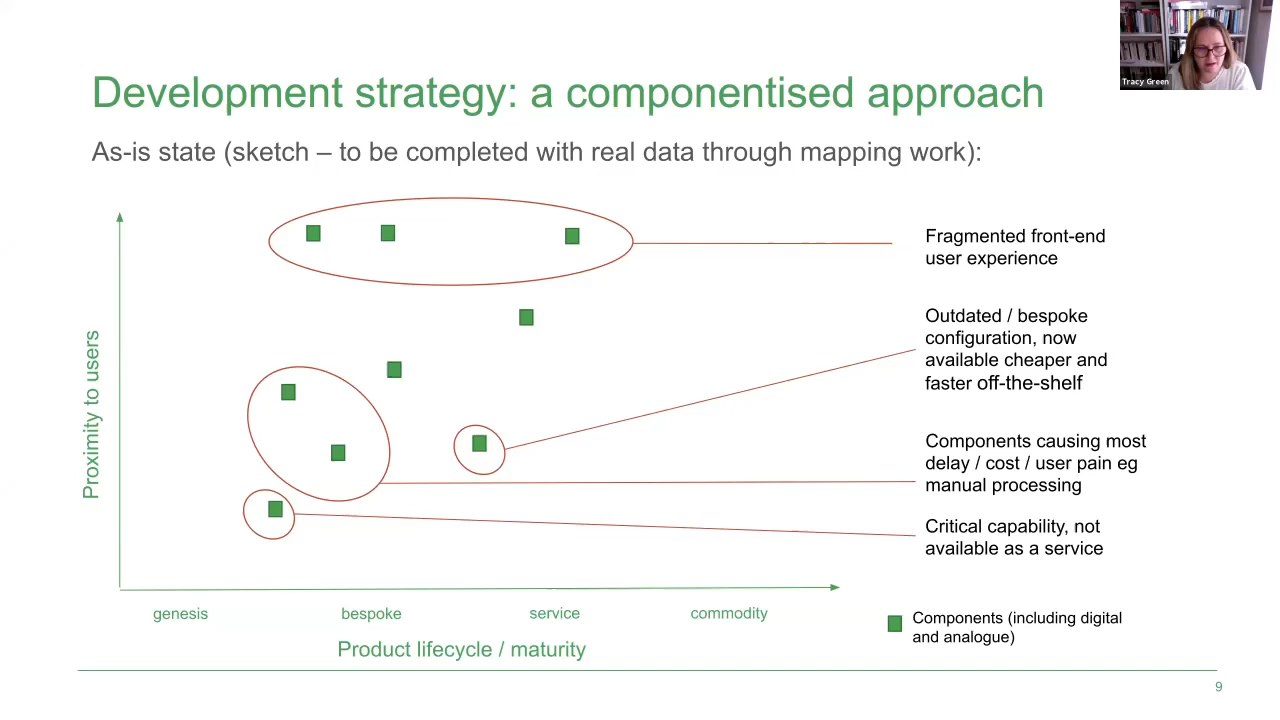 Tracy Green
Development strategy: a componentised approach
As-is state (sketch – to be completed with real data through mapping work):
Proximity to users
Fragmented front-end
user experience
Outdated / bespoke
configuration, now
available cheaper and
faster off-the-shelf
Components causing most
delay / cost / user pain eg
manual processing
Critical capability, not
available as a service
genesis
bespoke
service
commodity
Product lifecycle / maturity
Components (including digital
and analogue)
9